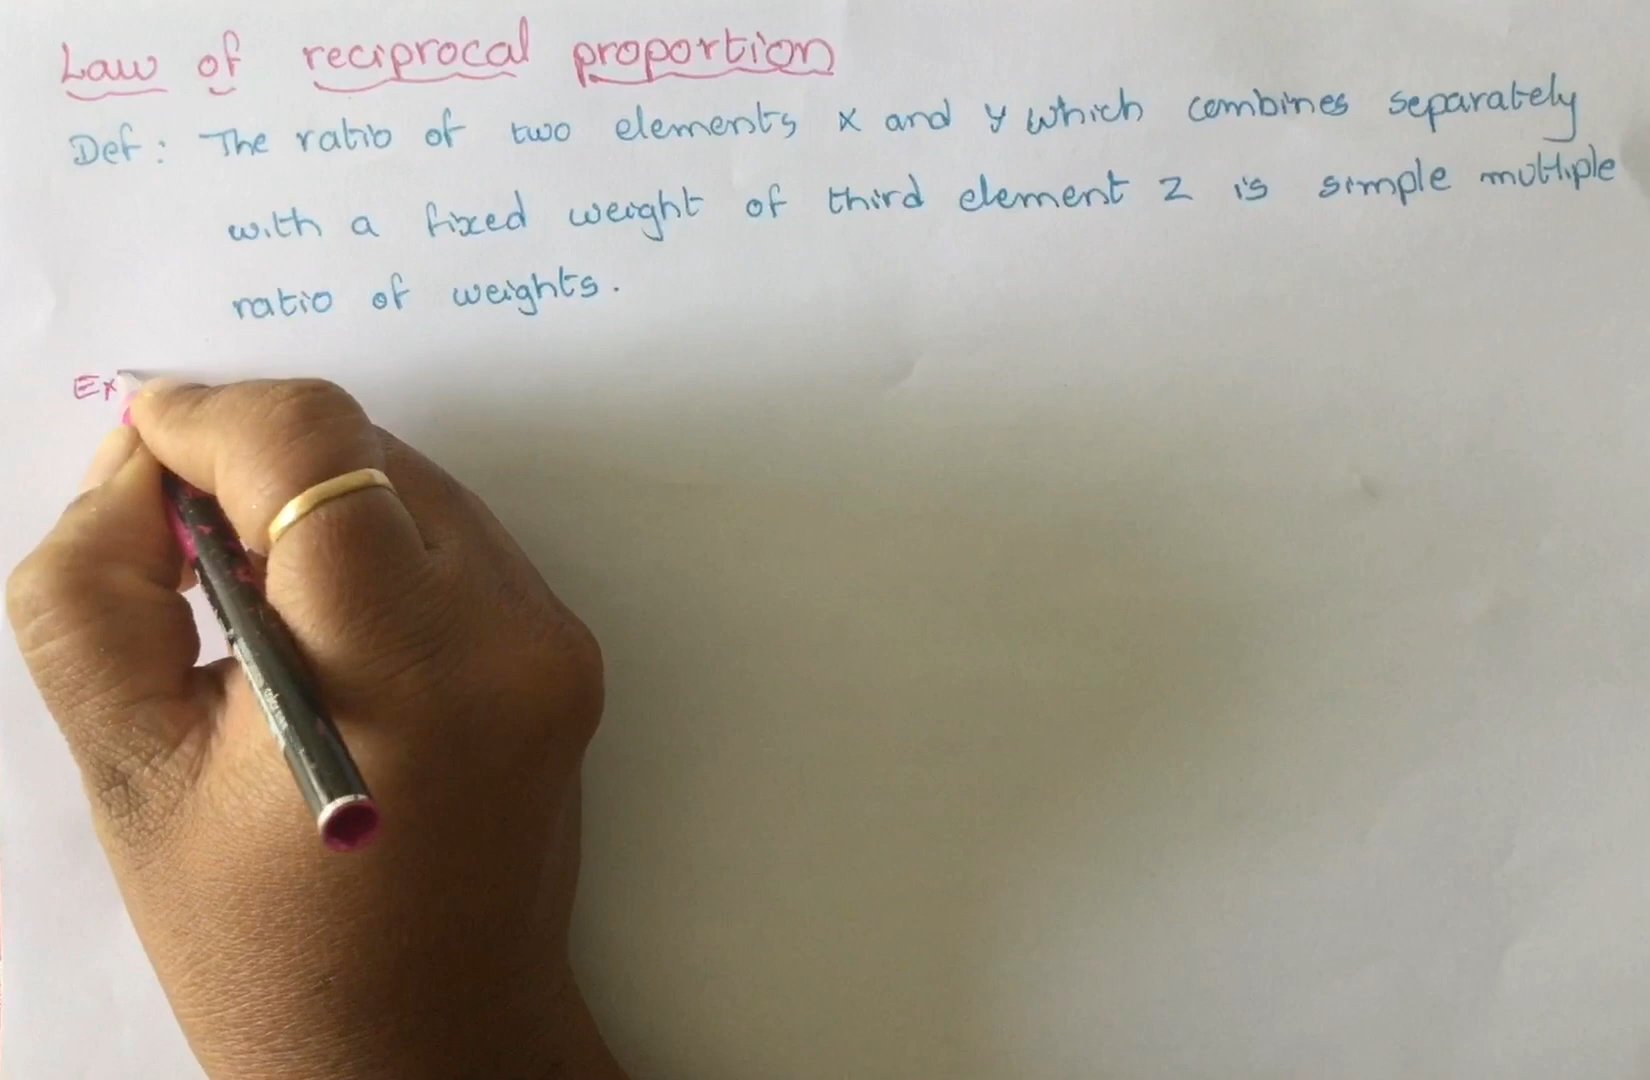 Law of reciprocal proportion
Def: The ratio of two elements x and y which combines separately
with a fixed weight of third element z is simple multiple
ratio of weights.
Ex